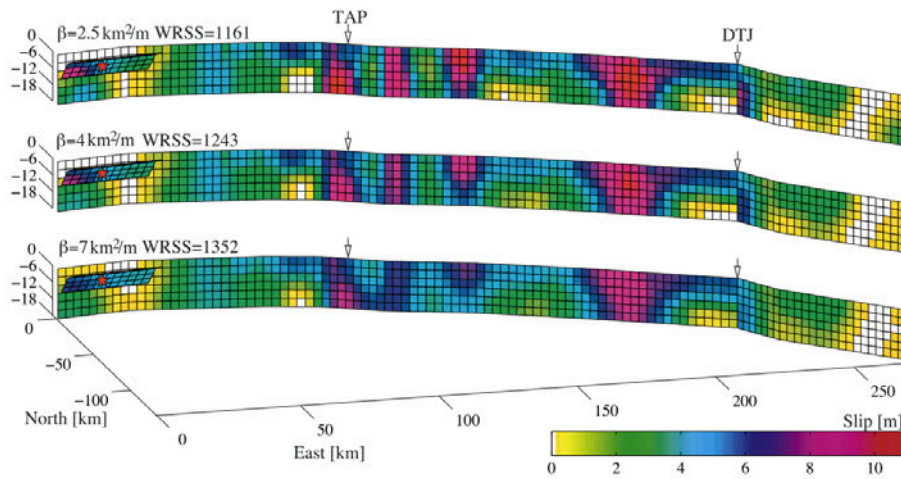 TAP
DTJ
β=2.5 km²/m WRSS=1161
0
−6
−12
−18
β=4 km²/m WRSS=1243
0
−6
−12
−18
β=7 km²/m WRSS=1352
0
−6
−12
−18
0
−50
−100
North [km]
0
50
100
150
200
250
East [km]
Slip [m]
0 2 4 6 8 10